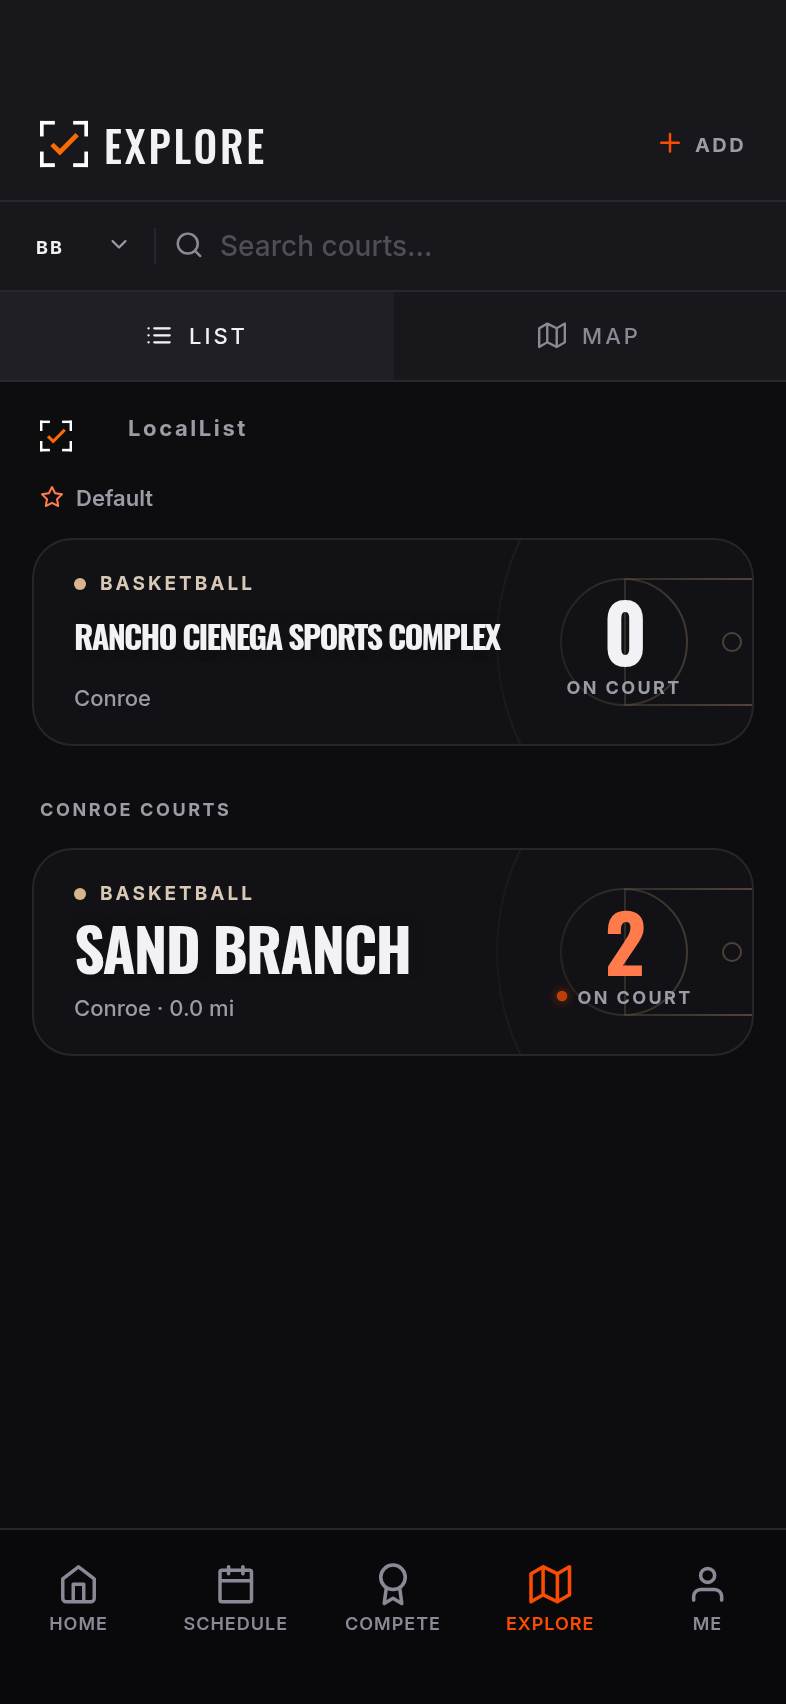 EXPLORE
ADD
BB
Search courts...
LIST
MAP
LocalList
Default
BASKETBALL
RANCHO CIENEGA SPORTS COMPLEX
Conroe
0
ON COURT
CONROE COURTS
BASKETBALL
SAND BRANCH
Conroe · 0.0 mi
2
ON COURT
HOME
SCHEDULE
COMPETE
EXPLORE
ME